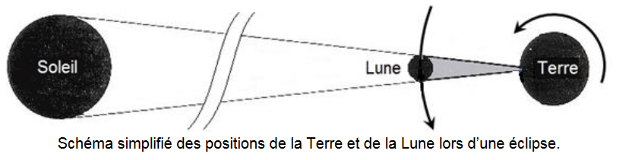 Soleil
Lune
Terre
Schéma simplifié des positions de la Terre et de la Lune lors d'une éclipse.